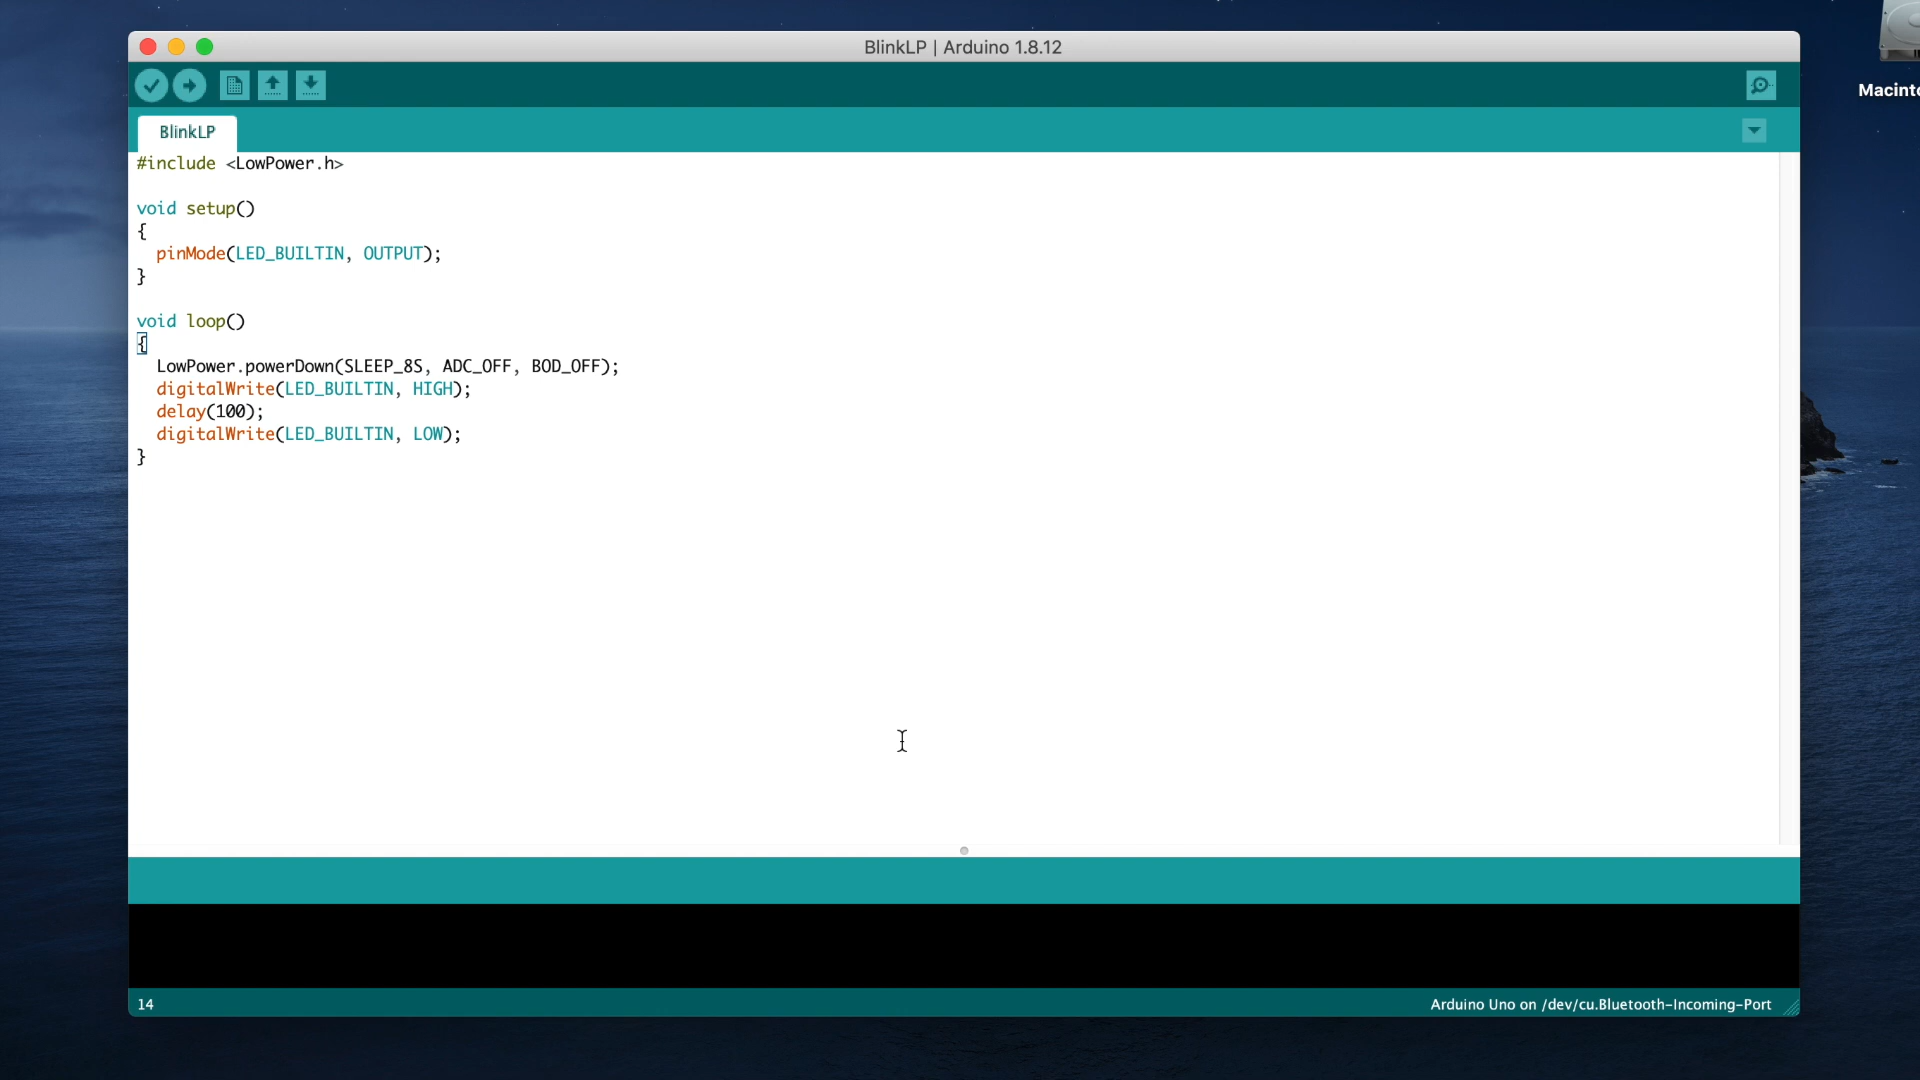 BlinkLP | Arduino 1.8.12
BlinkLP
#include <LowPower.h>
void setup()
{
pinMode(LED_BUILTIN, OUTPUT);
}
void loop()
{
LowPower.powerDown(SLEEP_8S, ADC_OFF, BOD_OFF);
digitalWrite(LED_BUILTIN, HIGH);
delay(100);
digitalWrite(LED_BUILTIN, LOW);
}
14
Arduino Uno on /dev/cu.Bluetooth-Incoming-Port